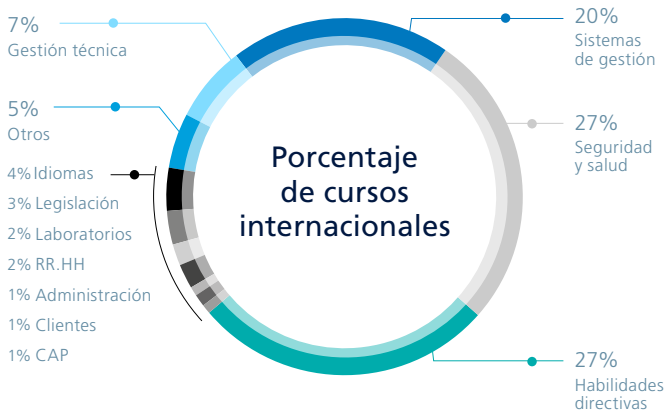 7%
Gestión técnica
5%
Otros
4% Idiomas
3% Legislación
2% Laboratorios
2% RR.HH
1% Administración
1% Clientes
1% CAP
Porcentaje
de cursos
internacionales
20%
Sistemas
de gestión
27%
Seguridad
y salud
27%
Habilidades
directivas